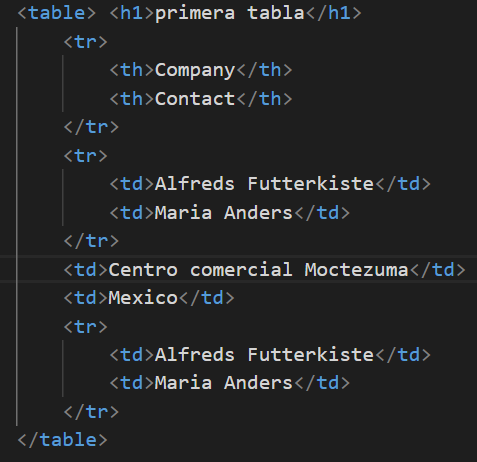 <table> <h1>primera tabla</h1>
    <tr>
        <th>Company</th>
        <th>Contact</th>
    </tr>
    <tr>
        <td>Alfreds Futterkiste</td>
        <td>Maria Anders</td>
    </tr>
    <td>Centro comercial Moctezuma</td>
    <td>Mexico</td>
    <tr>
        <td>Alfreds Futterkiste</td>
        <td>Maria Anders</td>
    </tr>
</table>